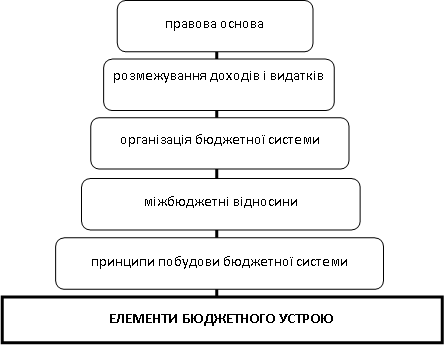 правова основа
розмежування доходів і видатків
організація бюджетної системи
міжбюджетні відносини
принципи побудови бюджетної системи
ЕЛЕМЕНТИ БЮДЖЕТНОГО УСТРОЮ